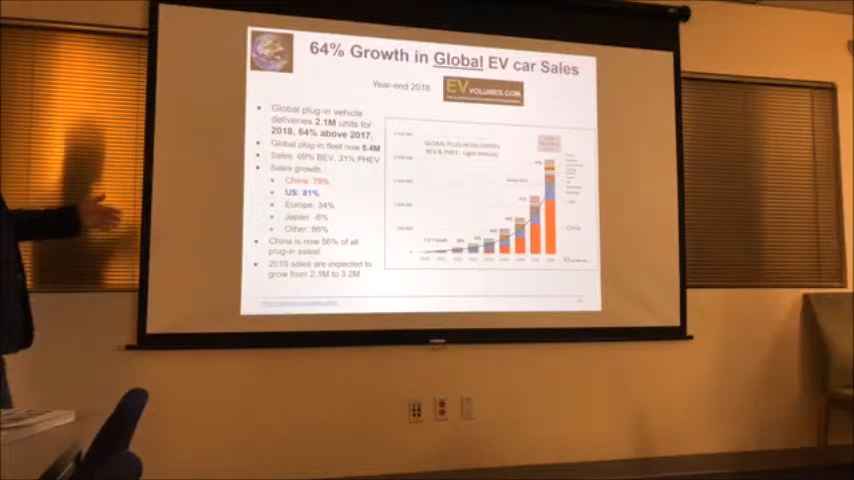 64% Growth in Global EV car Sales
Year-end 2018
EVVOLUMES.COM
• Global plug-in vehicle
deliveries 2.1M units for
2018, 64% above 2017.
• Global plug-in fleet now 5.4M
• Sales: 69% BEV, 31% PHEV
• Sales growth:
• China: 78%
• US: 81%
• Europe: 34%
• Japan: -6%
• Other: 86%
• China is now 56% of all
plug-in sales!
• 2019 sales are expected to
grow from 2.1M to 3.2M
GLOBAL PLUG-IN DELIVERIES
BEV & PHEV, Light Vehicles